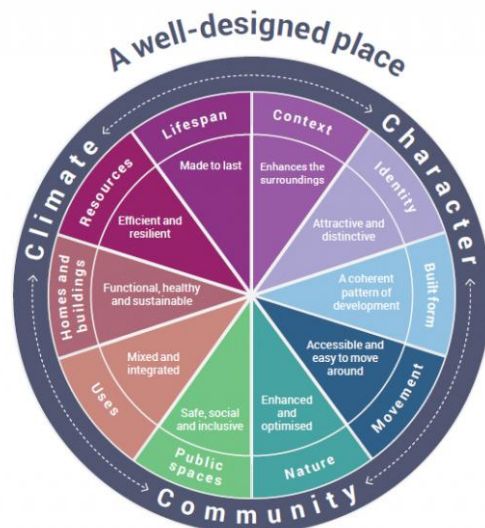 A well-designed place
Climate
Character
Community
Context
Enhances the
surroundings
Identity
Attractive and
distinctive
Built form
A coherent
pattern of
development
Movement
Accessible and
easy to move
around
Nature
Enhanced
and
optimised
Public
spaces
Safe, social
and inclusive
Uses
Mixed and
integrated
Homes and
buildings
Functional, healthy
and sustainable
Resources
Efficient and
resilient
Lifespan
Made to last